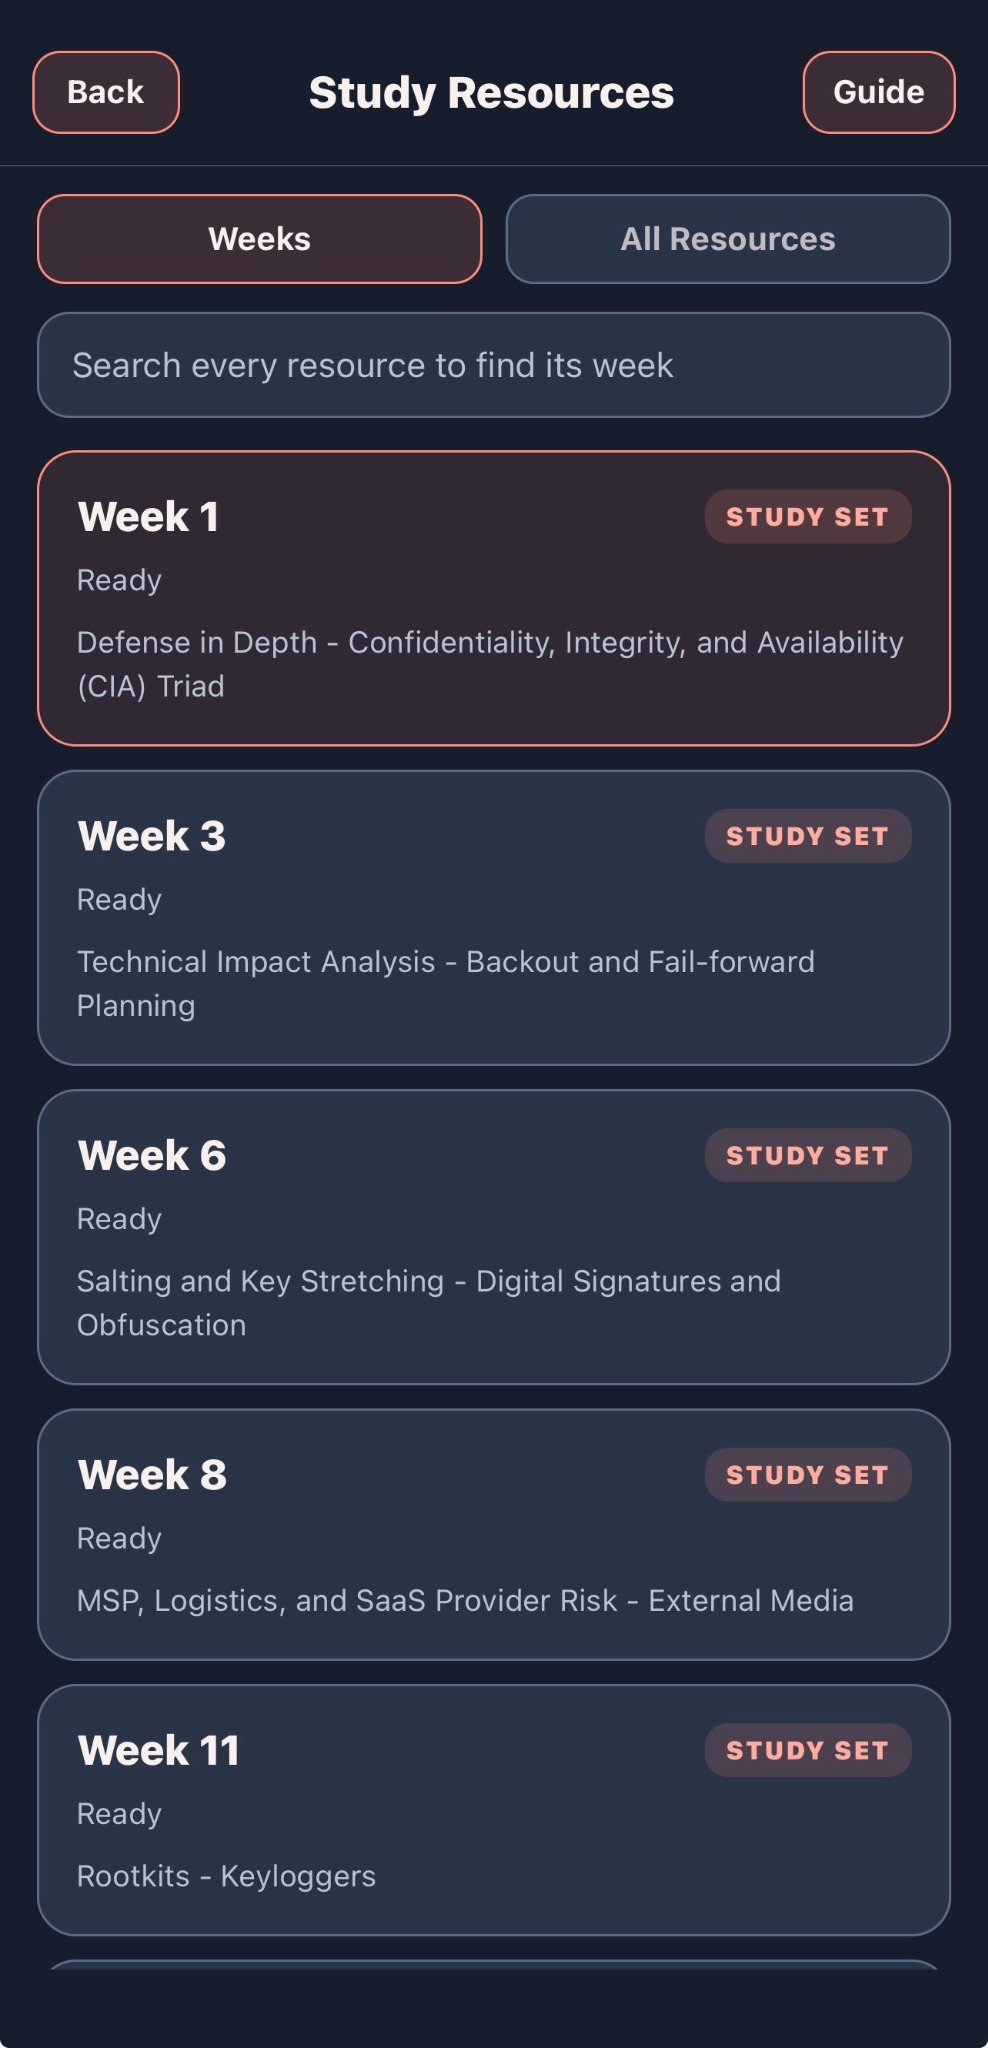 Back
Study Resources
Guide
Weeks
All Resources
Search every resource to find its week
Week 1
STUDY SET
Ready
Defense in Depth - Confidentiality, Integrity, and Availability
(CIA) Triad
Week 3
STUDY SET
Ready
Technical Impact Analysis - Backout and Fail-forward
Planning
Week 6
STUDY SET
Ready
Salting and Key Stretching - Digital Signatures and
Obfuscation
Week 8
STUDY SET
Ready
MSP, Logistics, and SaaS Provider Risk - External Media
Week 11
STUDY SET
Ready
Rootkits - Keyloggers